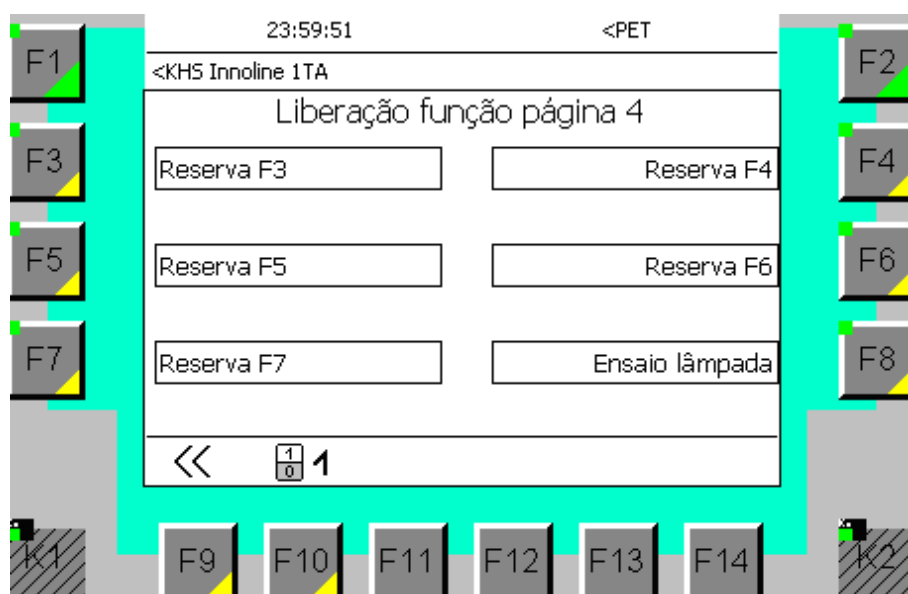 23:59:51 <PET
F1 <KHS Innoline 1TA F2
Liberação função página 4
F3 Reserva F3 Reserva F4 F4
F5 Reserva F5 Reserva F6 F6
F7 Reserva F7 Ensaio lâmpada F8
<< 1 0 1
K1 F9 F10 F11 F12 F13 F14 K2